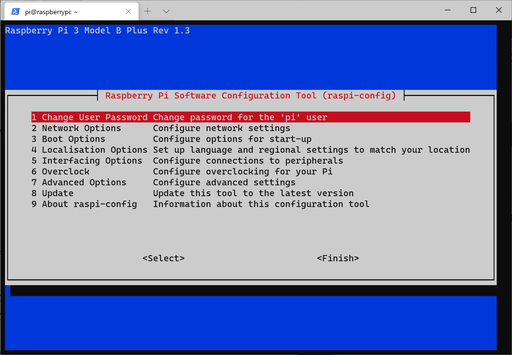 pi@raspberrypi: ~
Raspberry Pi 3 Model B Plus Rev 1.3
Raspberry Pi Software Configuration Tool (raspi-config)
1 Change User Password Change password for the 'pi' user
2 Network Options Configure network settings
3 Boot Options Configure options for start-up
4 Localisation Options Set up language and regional settings to match your location
5 Interfacing Options Configure connections to peripherals
6 Overclock Configure overclocking for your Pi
7 Advanced Options Configure advanced settings
8 Update Update this tool to the latest version
9 About raspi-config Information about this configuration tool
<Select> <Finish>